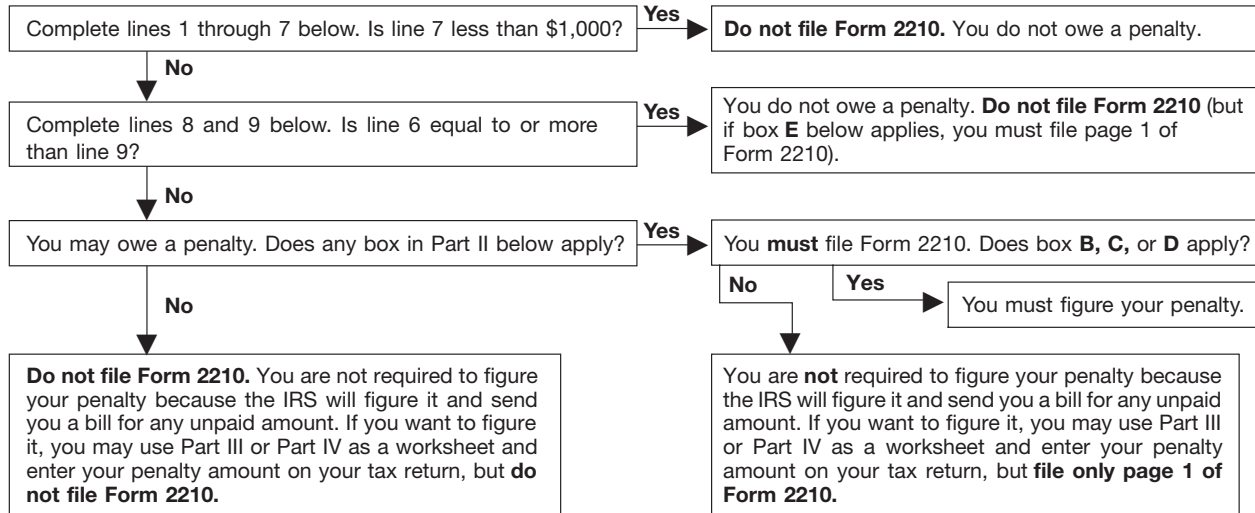 Complete lines 1 through 7 below. Is line 7 less than $1,000?
Yes
Do not file Form 2210. You do not owe a penalty.
No
Complete lines 8 and 9 below. Is line 6 equal to or more
than line 9?
Yes
You do not owe a penalty. Do not file Form 2210 (but
if box E below applies, you must file page 1 of
Form 2210).
No
You may owe a penalty. Does any box in Part II below apply?
Yes
You must file Form 2210. Does box B, C, or D apply?
No
Yes
You must figure your penalty.
No
Do not file Form 2210. You are not required to figure
your penalty because the IRS will figure it and send
you a bill for any unpaid amount. If you want to figure
it, you may use Part III or Part IV as a worksheet and
enter your penalty amount on your tax return, but do
not file Form 2210.
You are not required to figure your penalty because
the IRS will figure it and send you a bill for any unpaid
amount. If you want to figure it, you may use Part III
or Part IV as a worksheet and enter your penalty
amount on your tax return, but file only page 1 of
Form 2210.